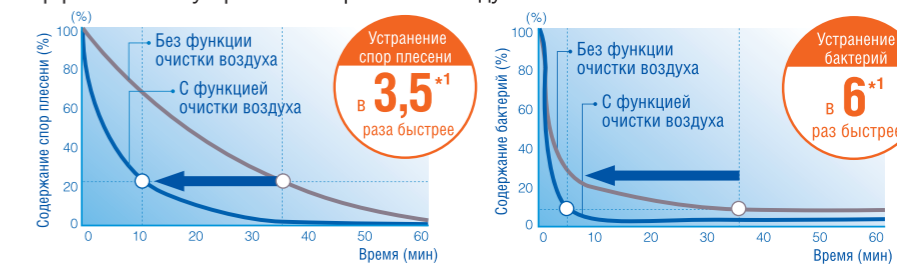 (%)
100
80
60
40
20
0
Содержание спор плесени (%)
Без функции
очистки воздуха
С функцией
очистки воздуха
Устранение
спор плесени
в 3,5*1
раза быстрее
0 10 20 30 40 50 60
Время (мин)
(%)
100
80
60
40
20
0
Содержание бактерий (%)
Без функции
очистки воздуха
С функцией
очистки воздуха
Устранение
бактерий
в 6*1
раз быстрее
0 10 20 30 40 50 60
Время (мин)